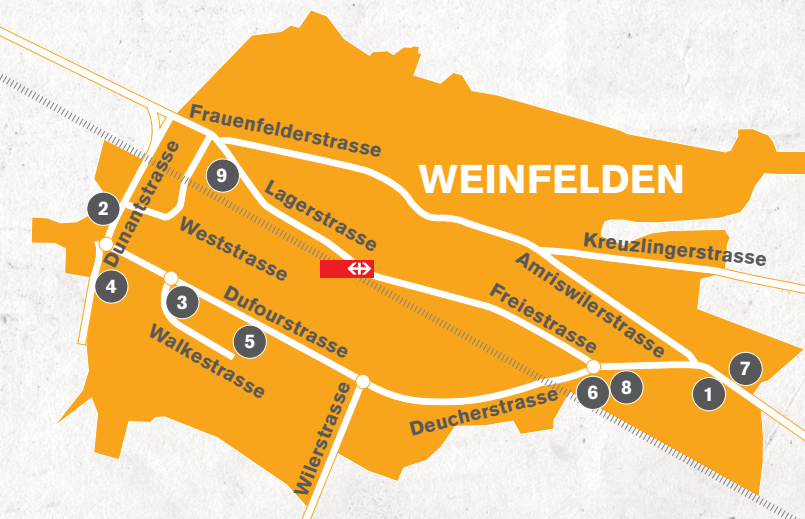 Frauenfelderstrasse
WEINFELDEN
9
Lagerstrasse
Dunantstrasse
2
Weststrasse
Kreuzlingerstrasse
Amriswilerstrasse
4
3
Dufourstrasse
Freiestrasse
5
Walkestrasse
7
6
8
1
Wilerstrasse
Deucherstrasse